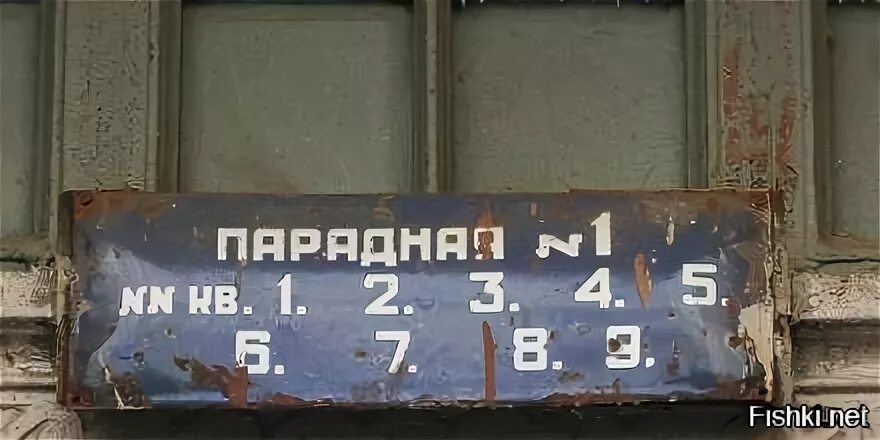 ПАРАДНАЯ №1
NN КВ. 1. 2. 3. 4. 5.
6. 7. 8. 9.
Fishki.net